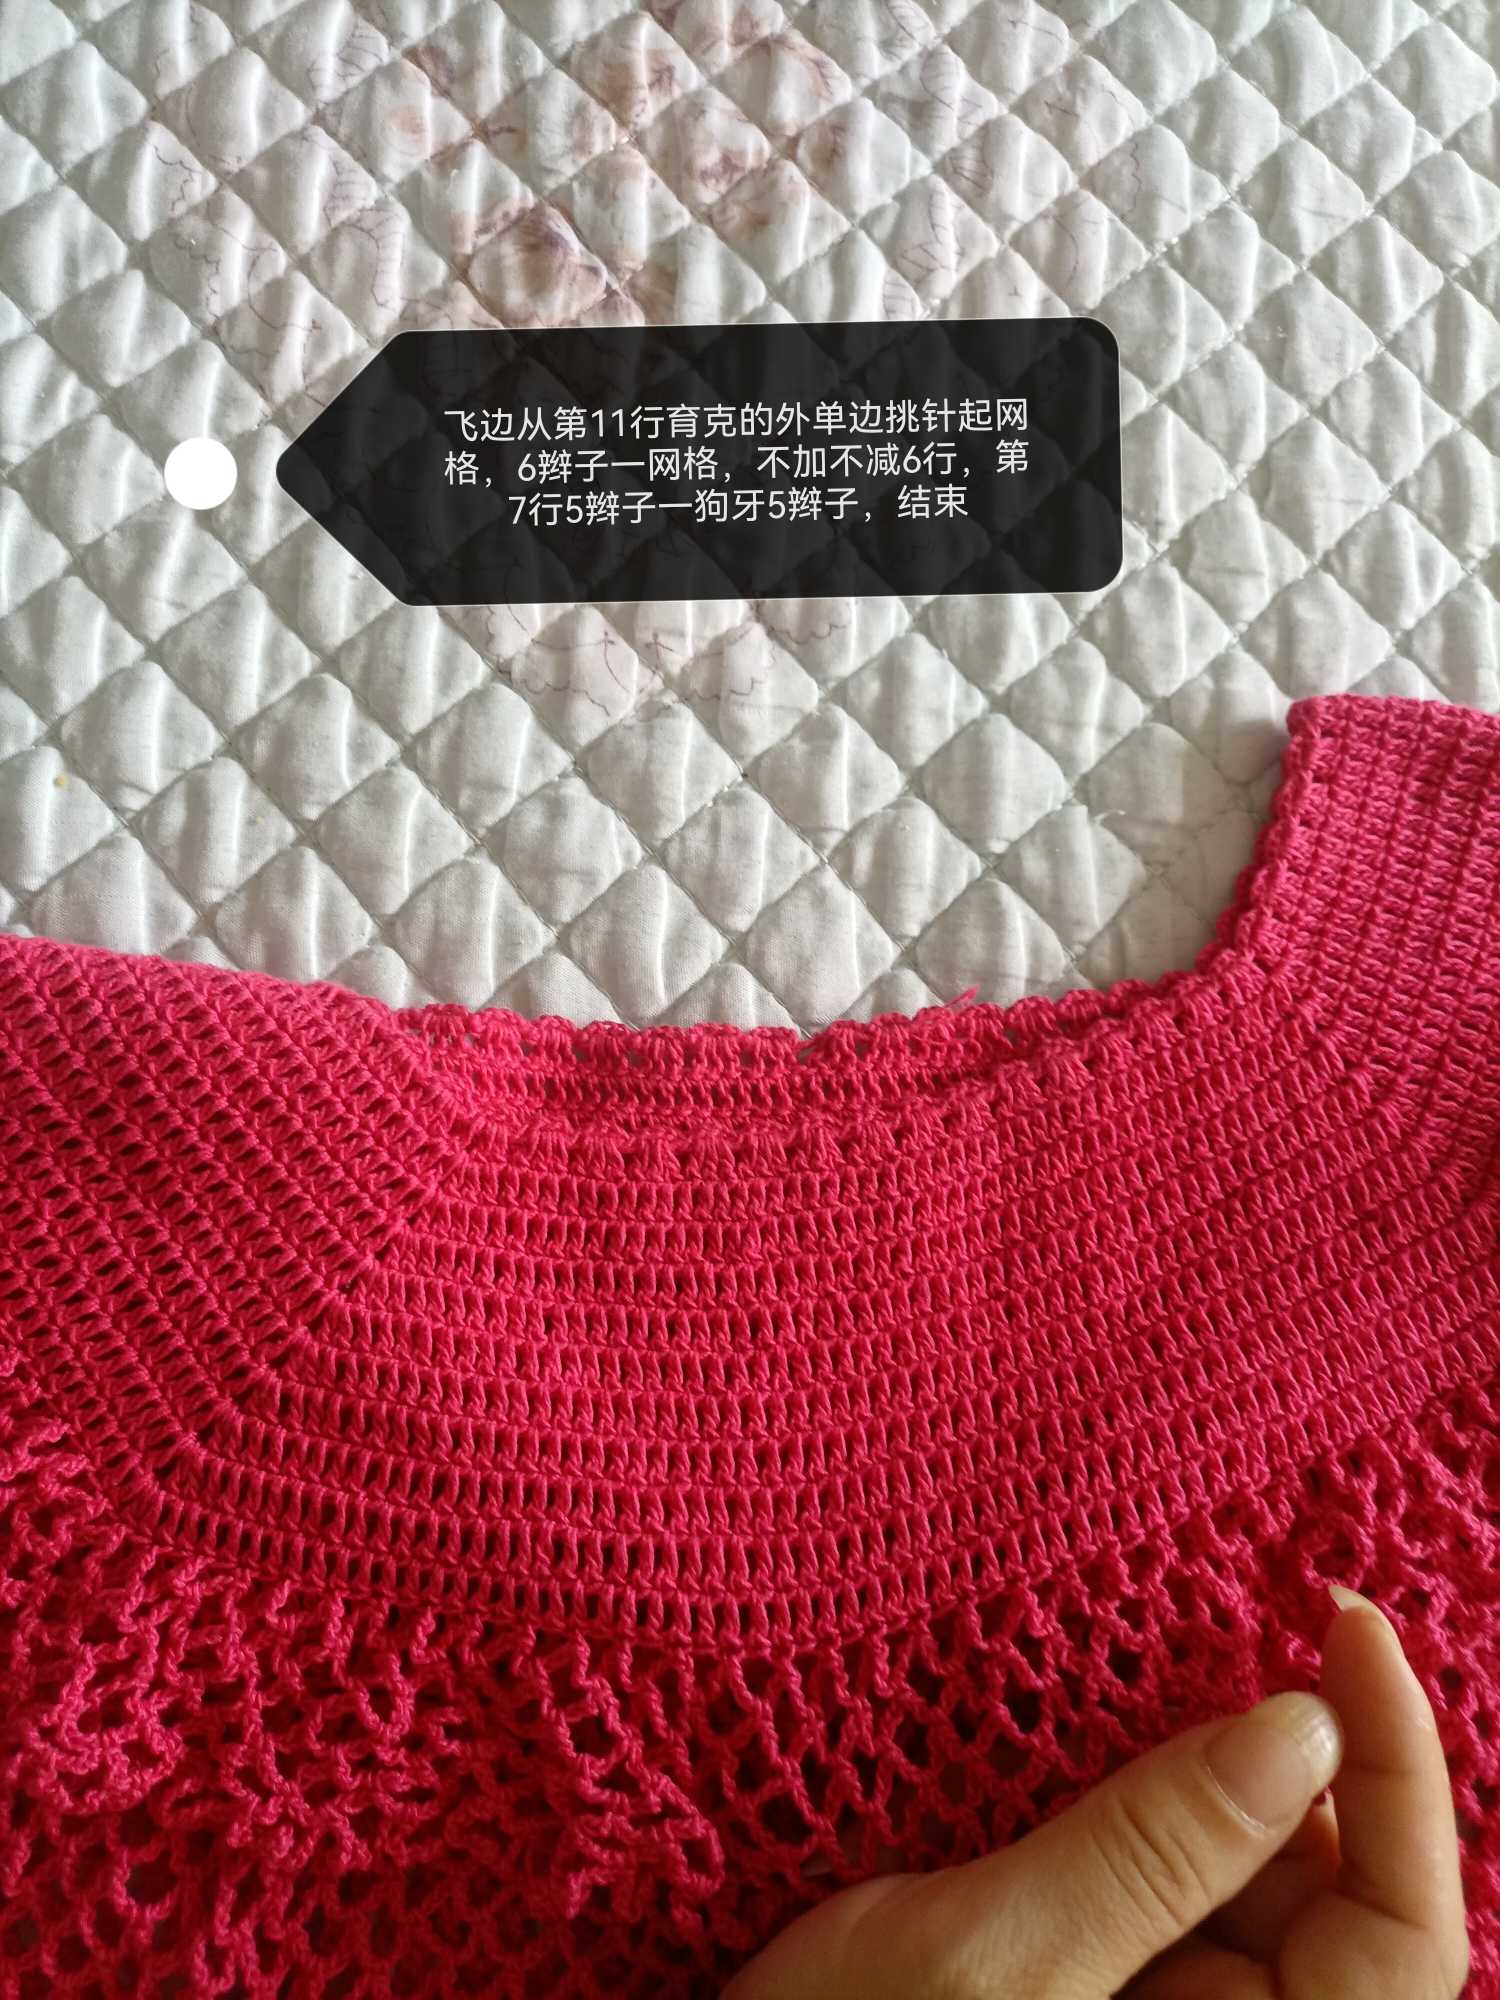 飞边从第11行育克的外单边挑针起网
格，6辫子一网格，不加不减6行，第
7行5辫子一狗牙5辫子，结束